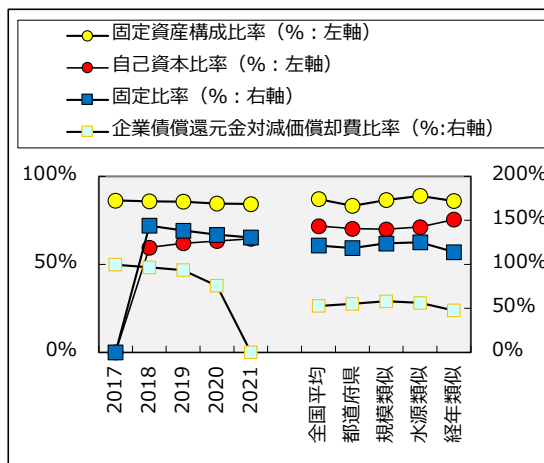 固定資産構成比率（%：左軸）
自己資本比率（%：左軸）
固定比率（%：右軸）
企業債償還元金対減価償却費比率（%:右軸）
100%
50%
0%
200%
150%
100%
50%
0%
2017
2018
2019
2020
2021
全国平均
都道府県
規模類似
水源類似
経年類似